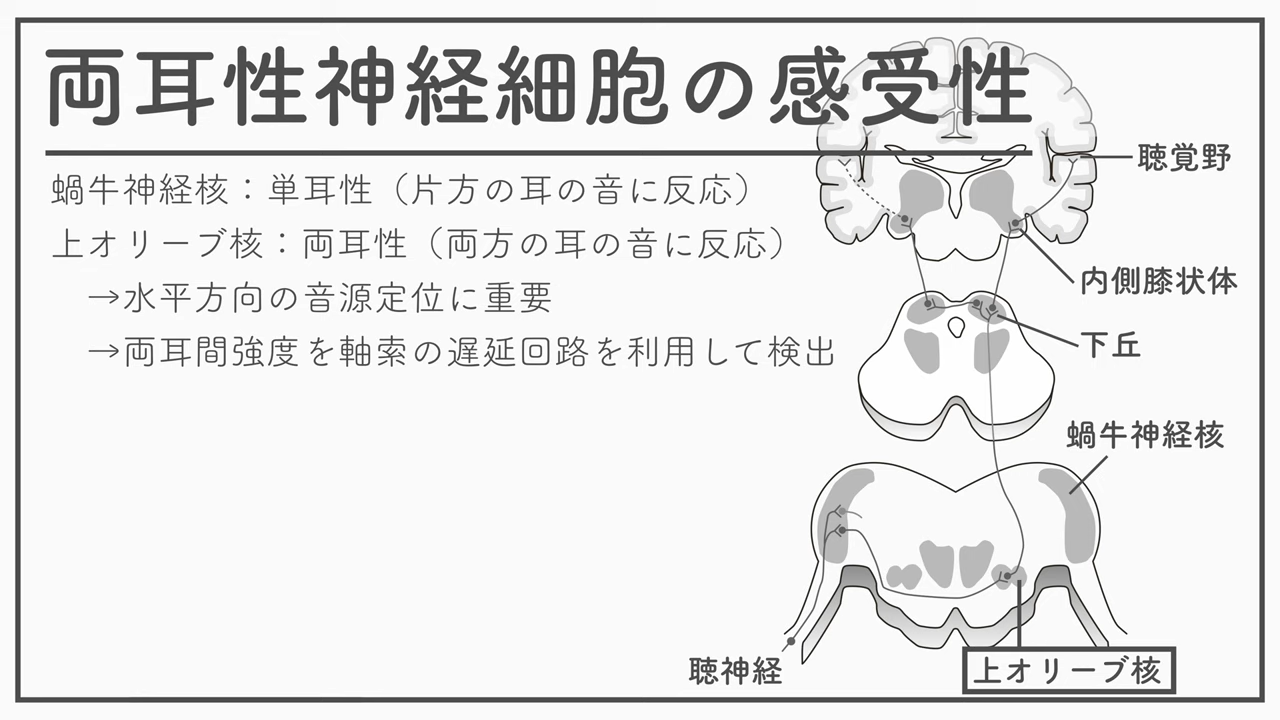 両耳性神経細胞の感受性
蝸牛神経核：単耳性（片方の耳の音に反応）
上オリーブ核：両耳性（両方の耳の音に反応）
→水平方向の音源定位に重要
→両耳間強度を軸索の遅延回路を利用して検出
聴覚野
内側膝状体
下丘
蝸牛神経核
聴神経
上オリーブ核